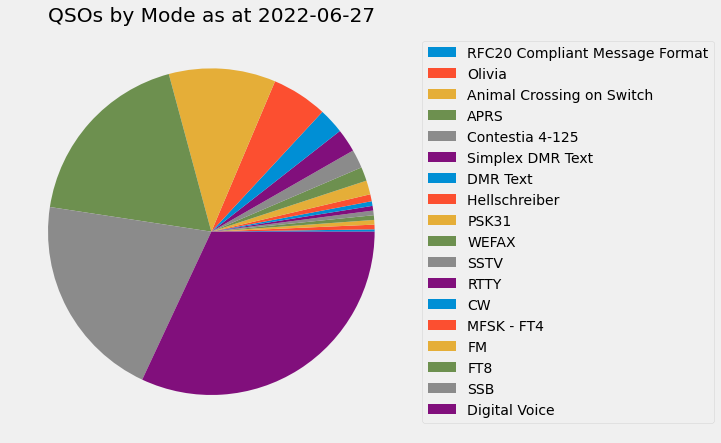 QSOs by Mode as at 2022-06-27
RFC20 Compliant Message Format
Olivia
Animal Crossing on Switch
APRS
Contestia 4-125
Simplex DMR Text
DMR Text
Hellschreiber
PSK31
WEFAX
SSTV
RTTY
CW
MFSK - FT4
FM
FT8
SSB
Digital Voice